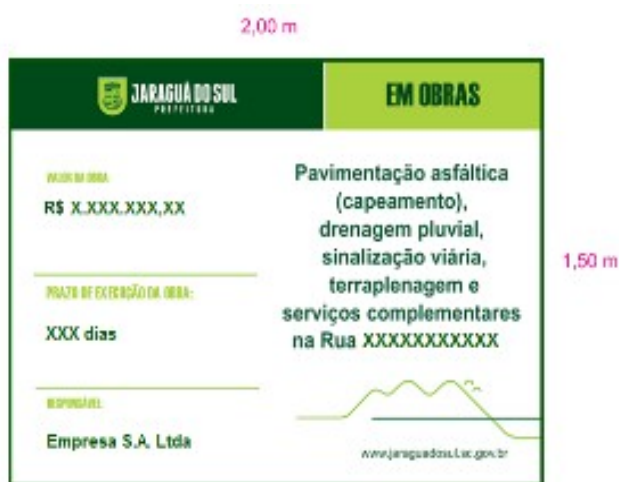 2,00 m
JARAGUÁ DO SUL
PREFEITURA
EM OBRAS
VALOR DA OBRA:
R$ X.XXX.XXX,XX
PRAZO DE EXECUÇÃO DA OBRA:
XXX dias
RESPONSÁVEL:
Empresa S.A. Ltda
Pavimentação asfáltica
(capeamento),
drenagem pluvial,
sinalização viária,
terraplenagem e
serviços complementares
na Rua XXXXXXXXXXX
www.jaraguadosul.sc.gov.br
1,50 m